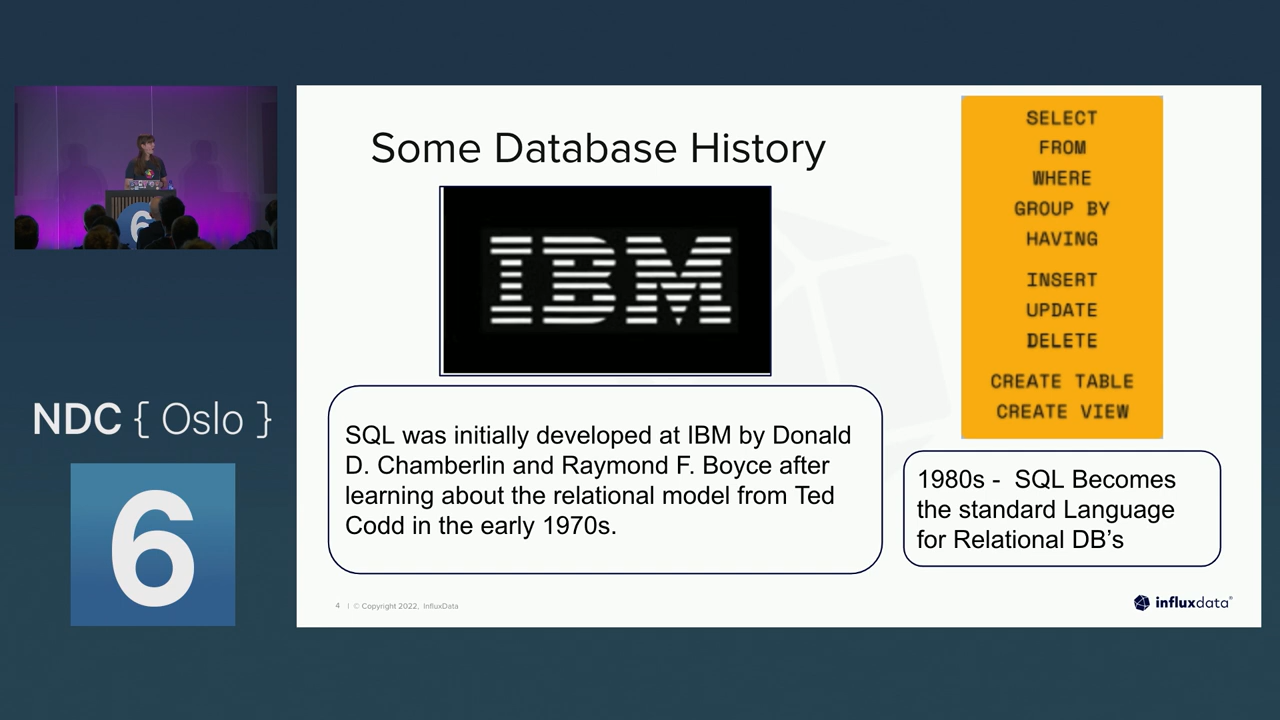 Some Database History
IBM
SQL was initially developed at IBM by Donald
D. Chamberlin and Raymond F. Boyce after
learning about the relational model from Ted
Codd in the early 1970s.
SELECT
FROM
WHERE
GROUP BY
HAVING
INSERT
UPDATE
DELETE
CREATE TABLE
CREATE VIEW
1980s - SQL Becomes
the standard Language
for Relational DB’s
4 | © Copyright 2022, InfluxData
influxdata®
6
NDC { Oslo }
6